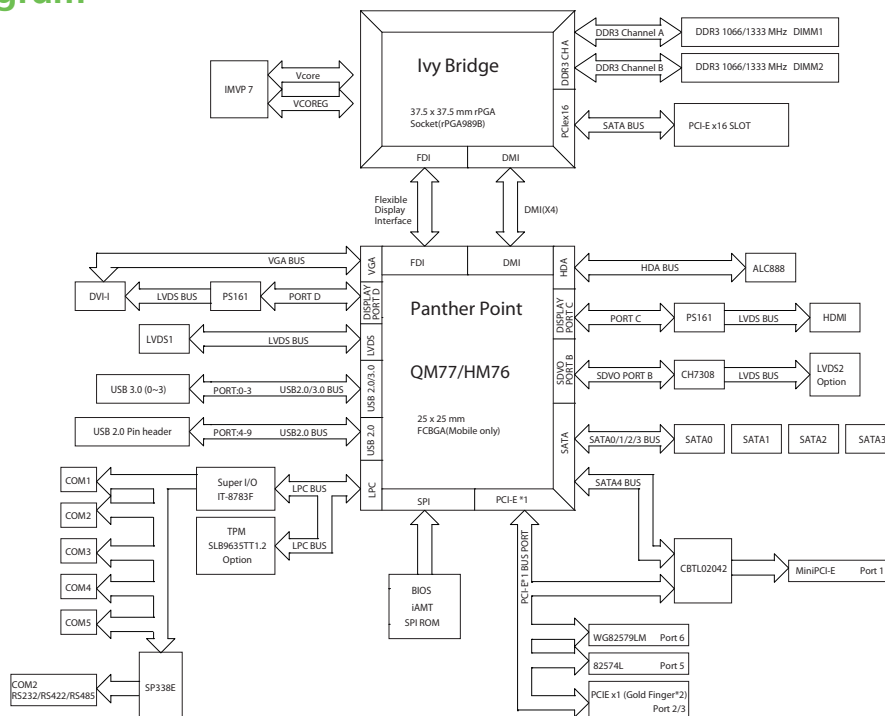 DDR3 Channel A
DDR3 1066/1333 MHz DIMM1
Ivy Bridge
DDR3 CH A
Vcore
DDR3 Channel B
DDR3 1066/1333 MHz DIMM2
IMVP 7
VCOREG
37.5 x 37.5 mm rPGA
Socket(rPGA989B)
PCIex16
SATA BUS
PCI-E x16 SLOT
FDI
DMI
Flexible
Display
Interface
DMI(X4)
VGA BUS
VGA
FDI
DMI
HDA
HDA BUS
ALC888
DVI-I
LVDS BUS
PS161
PORT D
DISPLAY
PORT D
Panther Point
DISPLAY
PORT C
PORT C
PS161
LVDS BUS
HDMI
LVDS1
LVDS BUS
LVDS
QM77/HM76
SDVO
PORT B
SDVO PORT B
CH7308
LVDS BUS
LVDS2
Option
USB 3.0 (0~3)
PORT:0-3
USB2.0/3.0 BUS
USB 2.0/3.0
25 x 25 mm
FCBGA(Mobile only)
USB 2.0 Pin header
PORT:4-9
USB2.0 BUS
USB 2.0
SATA
SATA0/1/2/3 BUS
SATA0
SATA1
SATA2
SATA3
COM1
Super I/O
IT-8783F
LPC BUS
LPC
SPI
PCI-E *1
SATA4 BUS
COM2
TPM
SLB9635TT1.2
Option
LPC BUS
COM3
PCI-E*1 BUS PORT
CBTL02042
MiniPCI-E Port 1
COM4
BIOS
iAMT
SPI ROM
COM5
WG82579LM Port 6
82574L Port 5
COM2
RS232/RS422/RS485
SP338E
PCIE x1 (Gold Finger*2)
Port 2/3